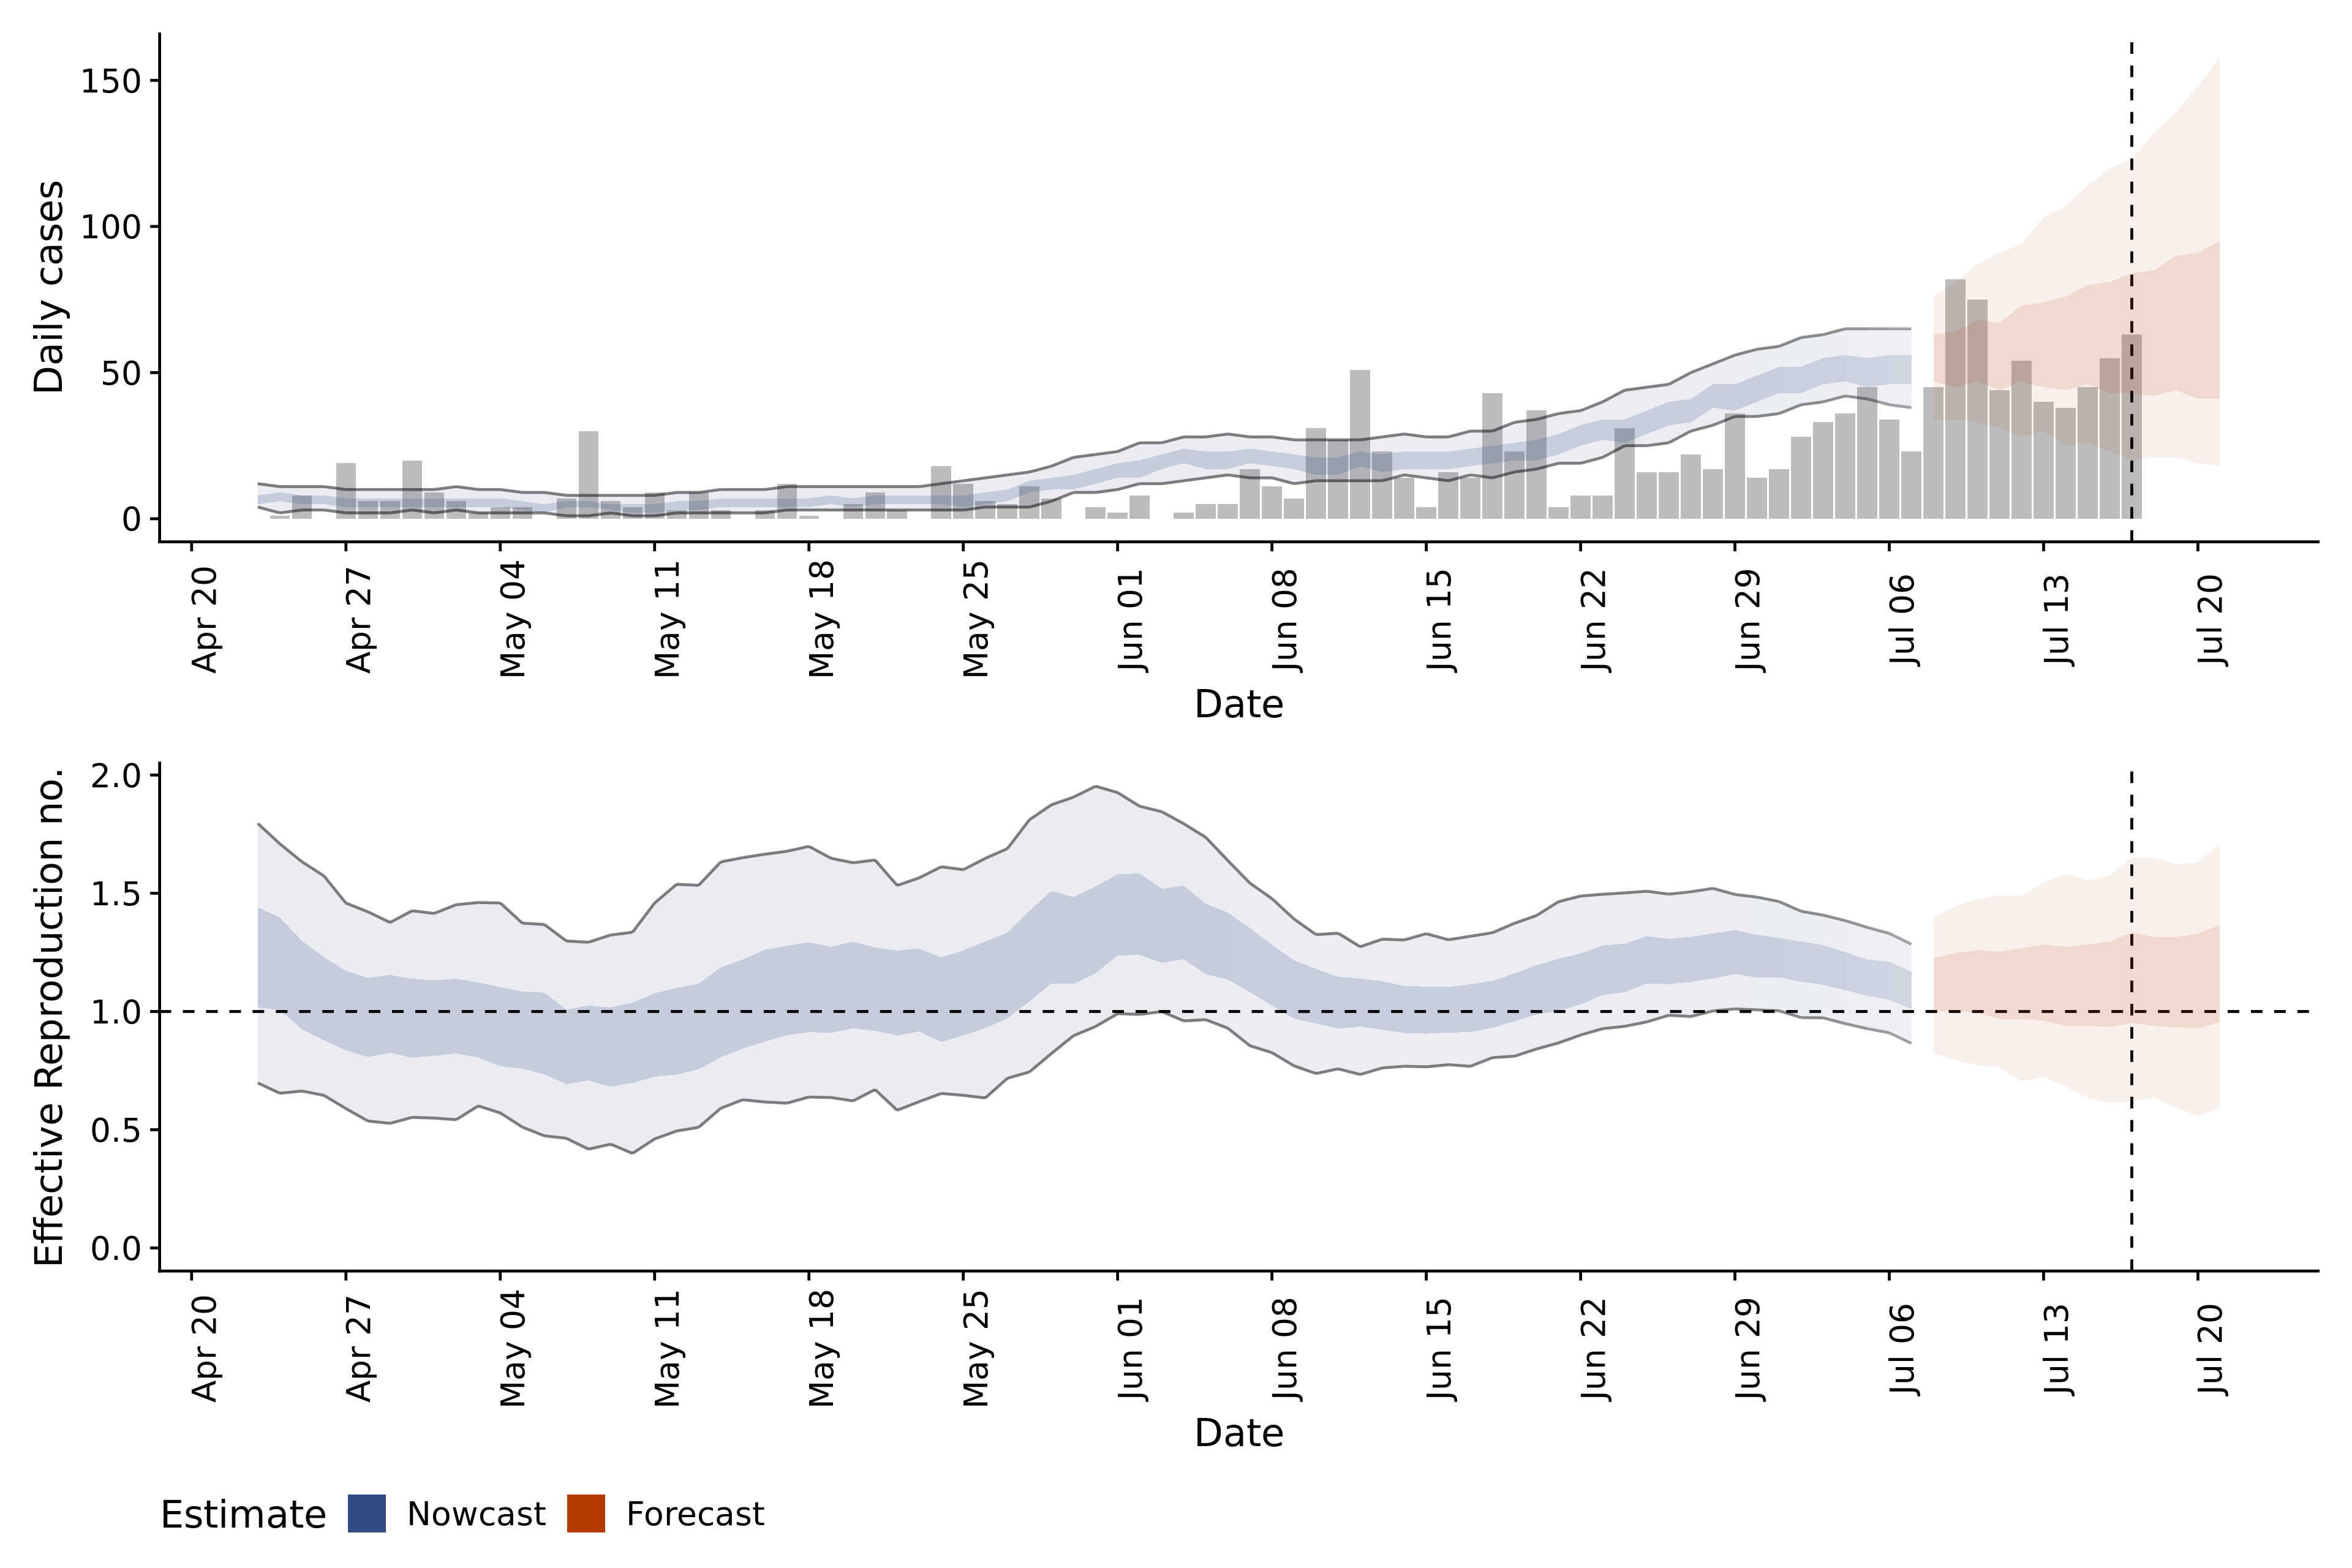 150
100
50
0
Daily cases
Apr 20
Apr 27
May 04
May 11
May 18
May 25
Jun 01
Jun 08
Jun 15
Jun 22
Jun 29
Jul 06
Jul 13
Jul 20
Date
2.0
1.5
1.0
0.5
0.0
Effective Reproduction no.
Apr 20
Apr 27
May 04
May 11
May 18
May 25
Jun 01
Jun 08
Jun 15
Jun 22
Jun 29
Jul 06
Jul 13
Jul 20
Date
Estimate Nowcast Forecast